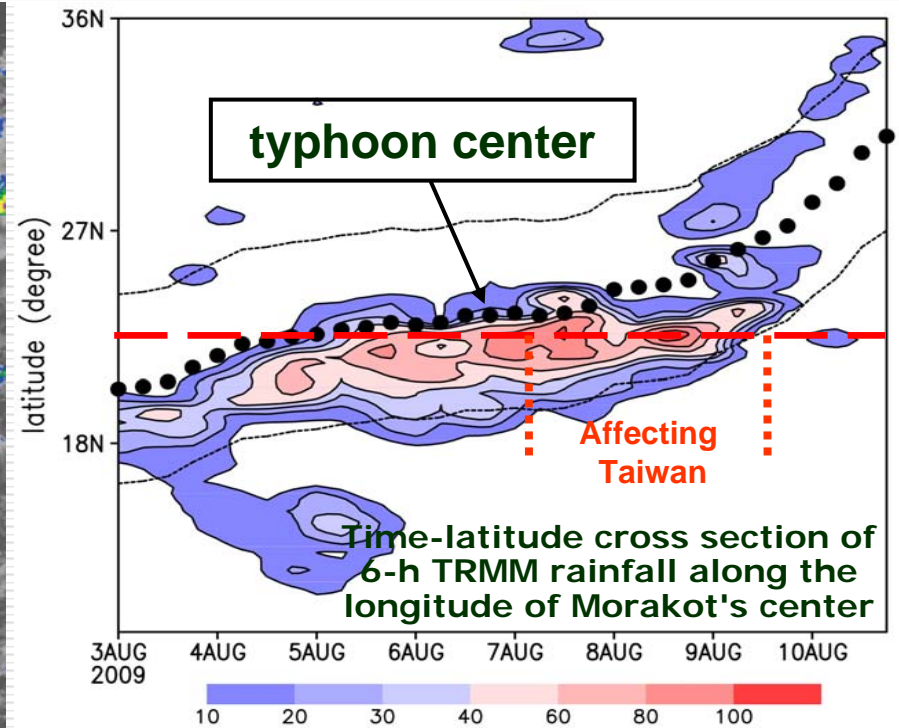 36N
27N
18N
latitude (degree)
typhoon center
Affecting
Taiwan
Time-latitude cross section of
6-h TRMM rainfall along the
longitude of Morakot's center
3AUG 4AUG 5AUG 6AUG 7AUG 8AUG 9AUG 10AUG
2009
10 20 30 40 60 80 100